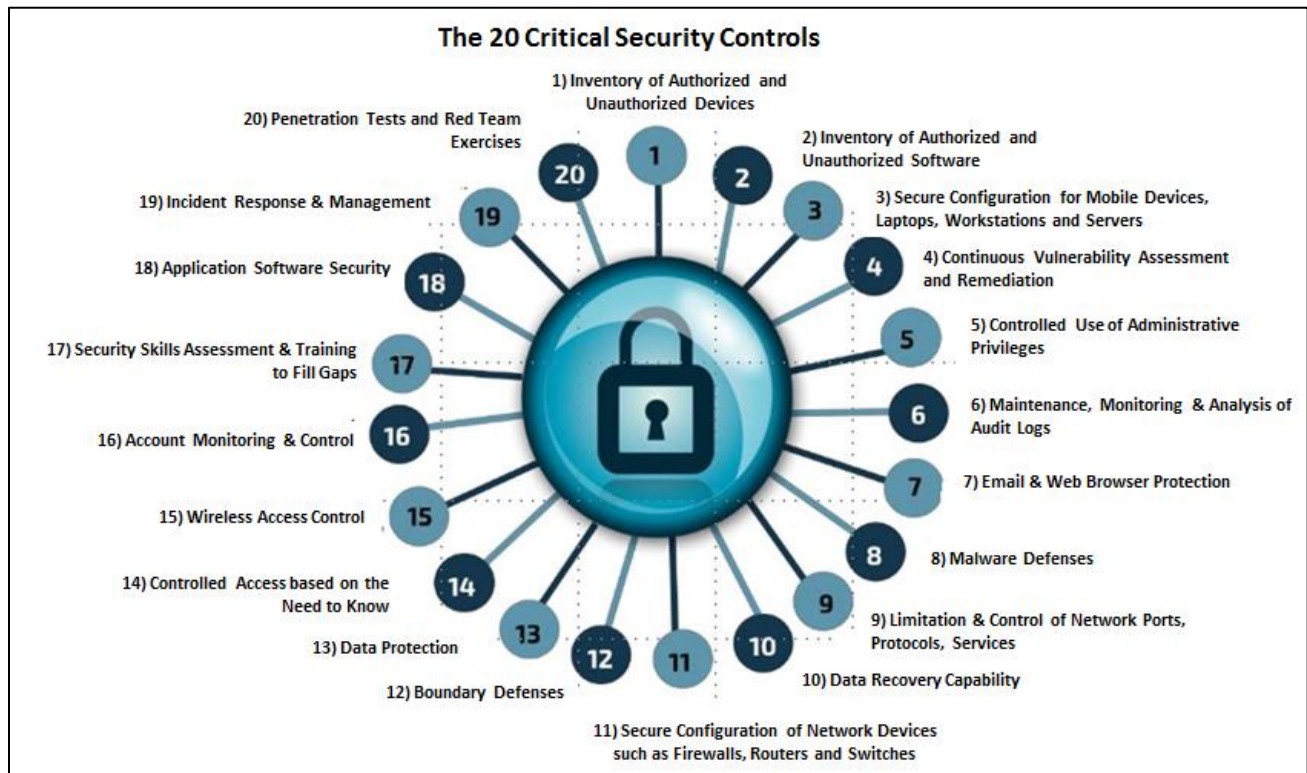 The 20 Critical Security Controls
1) Inventory of Authorized and
Unauthorized Devices
2) Inventory of Authorized and
Unauthorized Software
3) Secure Configuration for Mobile Devices,
Laptops, Workstations and Servers
4) Continuous Vulnerability Assessment
and Remediation
5) Controlled Use of Administrative
Privileges
6) Maintenance, Monitoring & Analysis of
Audit Logs
7) Email & Web Browser Protection
8) Malware Defenses
9) Limitation & Control of Network Ports,
Protocols, Services
10) Data Recovery Capability
11) Secure Configuration of Network Devices
such as Firewalls, Routers and Switches
12) Boundary Defenses
13) Data Protection
14) Controlled Access based on the
Need to Know
15) Wireless Access Control
16) Account Monitoring & Control
17) Security Skills Assessment & Training
to Fill Gaps
18) Application Software Security
19) Incident Response & Management
20) Penetration Tests and Red Team
Exercises
1
2
3
4
5
6
7
8
9
10
11
12
13
14
15
16
17
18
19
20